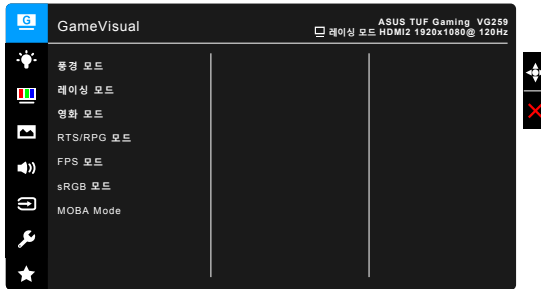 G
GameVisual
ASUS TUF Gaming VG259
레이싱 모드 HDMI2 1920x1080@ 120Hz
풍경 모드
레이싱 모드
영화 모드
RTS/RPG 모드
FPS 모드
sRGB 모드
MOBA Mode